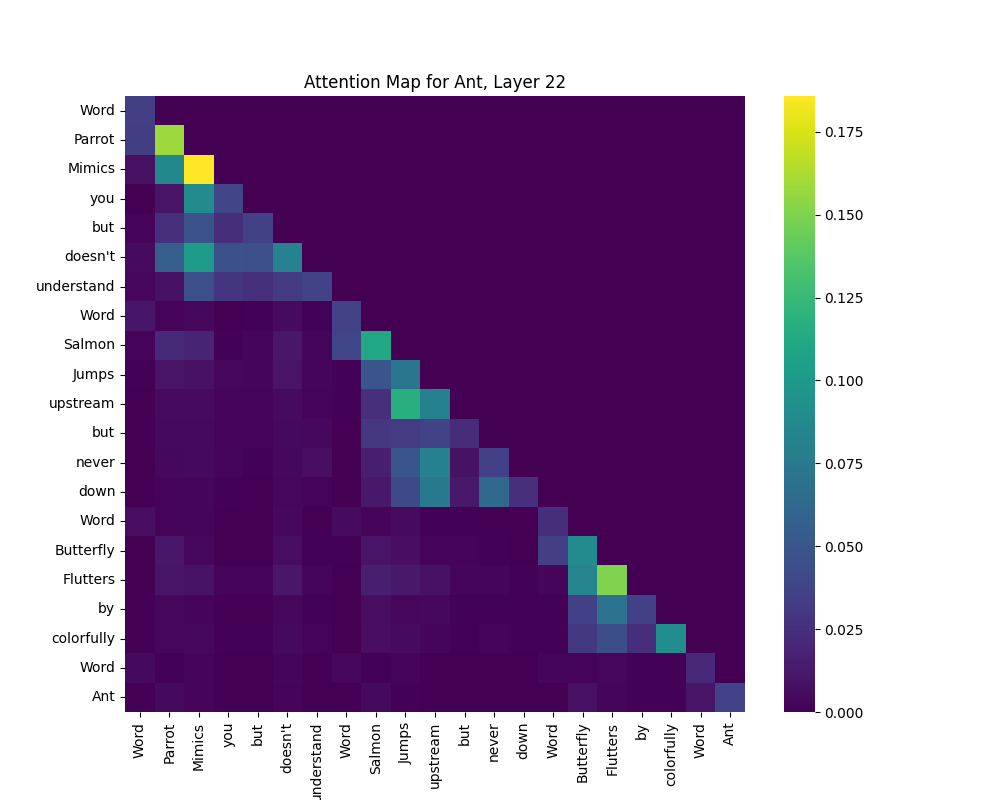 Attention Map for Ant, Layer 22
Word
Parrot
Mimics
you
but
doesn't
understand
Word
Salmon
Jumps
upstream
but
never
down
Word
Butterfly
Flutters
by
colorfully
Word
Ant
Word
Parrot
Mimics
you
but
doesn't
understand
Word
Salmon
Jumps
upstream
but
never
down
Word
Butterfly
Flutters
by
colorfully
Word
Ant
0.175
0.150
0.125
0.100
0.075
0.050
0.025
0.000